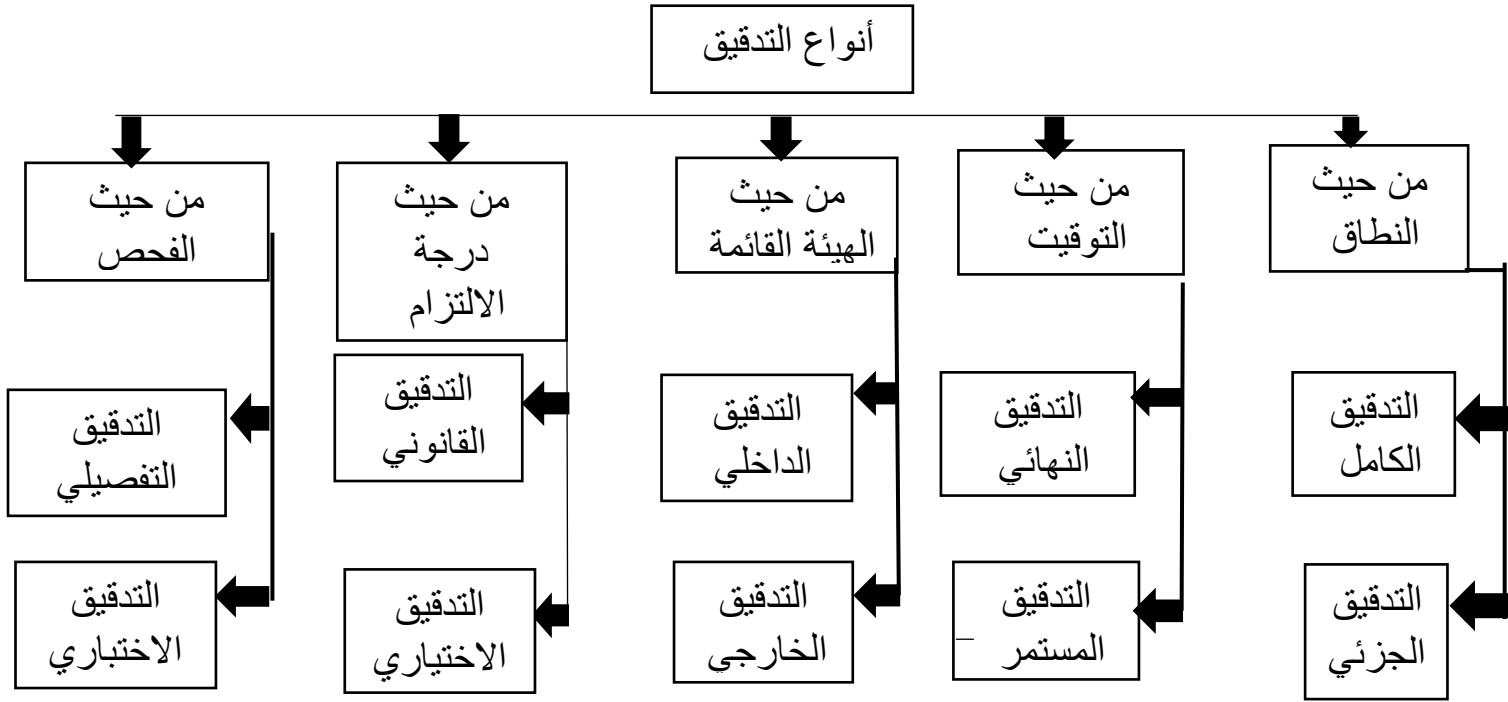 أنواع التدقيق
من حيث
النطاق
من حيث
التوقيت
من حيث
الهيئة القائمة
من حيث
درجة
الالتزام
من حيث
الفحص
التدقيق
الكامل
التدقيق
النهائي
التدقيق
الداخلي
التدقيق
القانوني
التدقيق
التفصيلي
التدقيق
الجزئي
التدقيق
المستمر
التدقيق
الخارجي
التدقيق
الاختياري
التدقيق
الاختباري